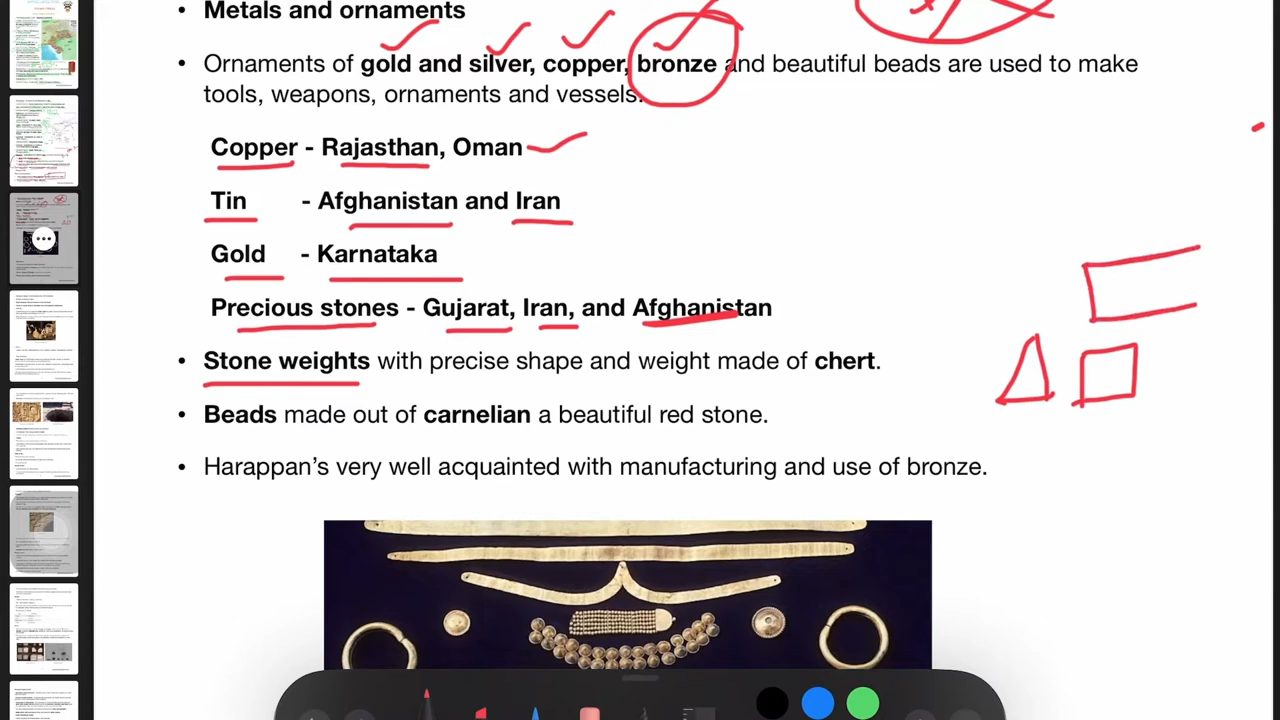 • Metals and ornaments
• Ornaments of gold and silver, copper, bronze and beautiful beads are used to make
tools, weapons, ornaments and vessels.
Copper - Rajasthan, Oman
Tin - Afghanistan and Iran
Gold - Karnataka
Precious stones - Gujarat, Iran, and Afghanistan
• Stone weights with precise shape and weight made of chert.
• Beads made out of carnelian a beautiful red stone.
• Harappan's very well acquainted with manufacturing and use of bronze.